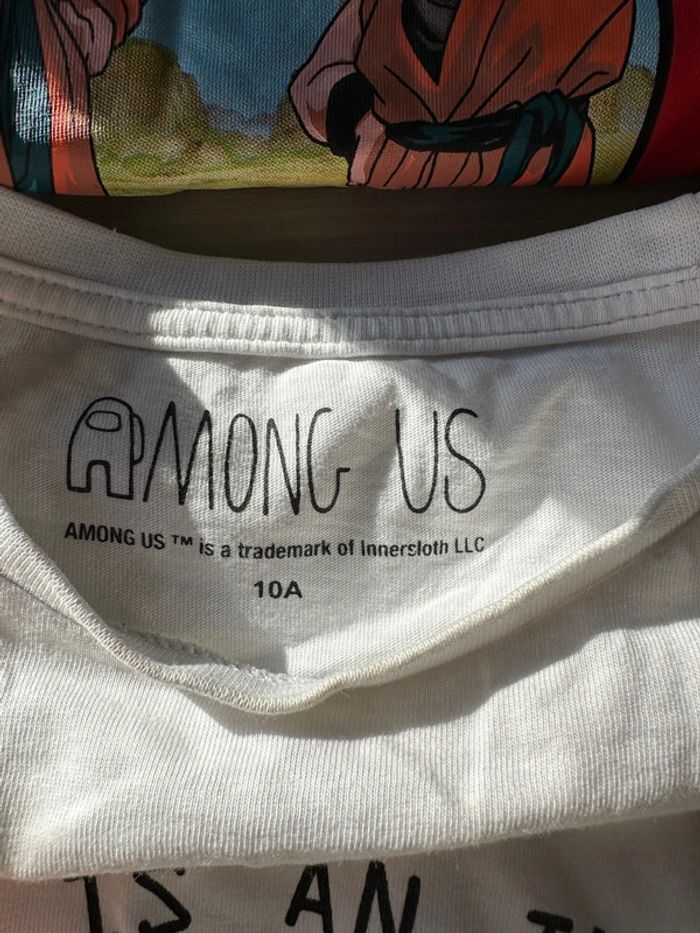 AMONG US
AMONG US ™ is a trademark of Innersloth LLC
10A
IS AN